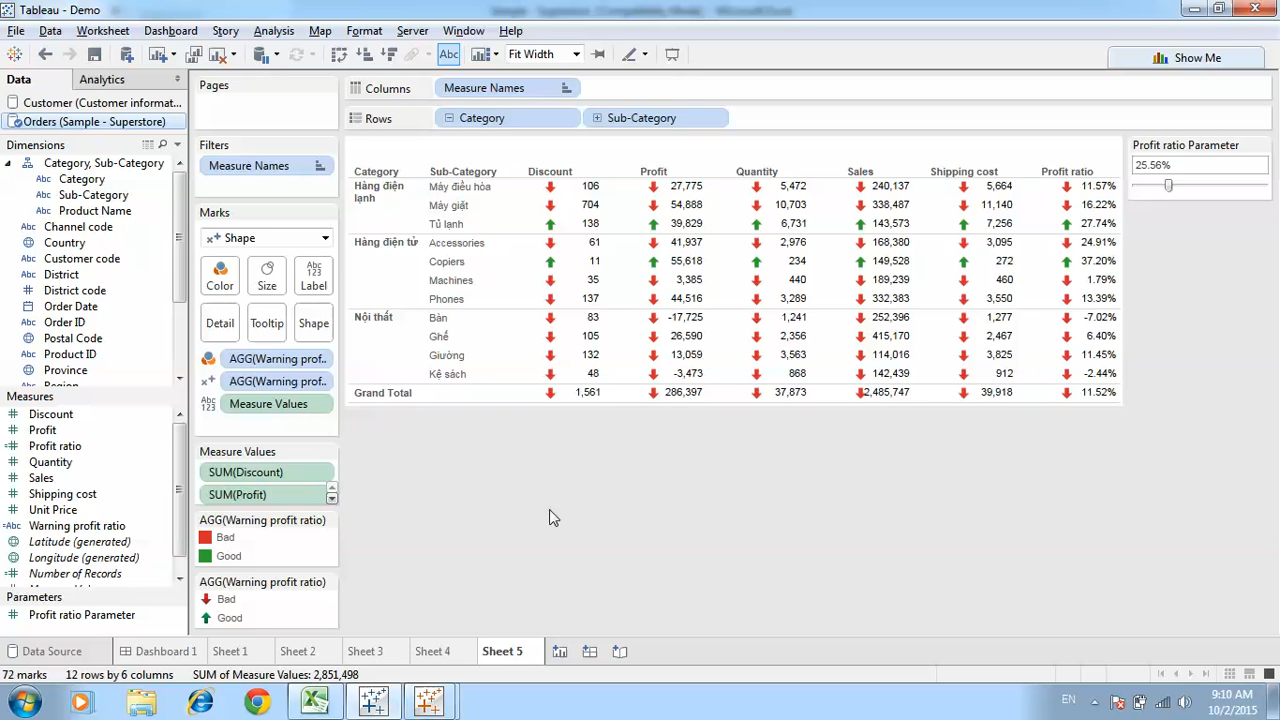 Tableau - Demo
File Data Worksheet Dashboard Story Analysis Map Format Server Window Help
Abc Fit Width Show Me
Data Analytics
Customer (Customer informat...
Orders (Sample - Superstore)
Dimensions
Category, Sub-Category
Abc Category
Abc Sub-Category
Abc Product Name
Abc Channel code
Country
Abc Customer code
Abc District
Abc District code
Order Date
Abc Order ID
Postal Code
Abc Product ID
Province
Measures
Discount
Profit
Profit ratio
Quantity
Sales
Shipping cost
Unit Price
Abc Warning profit ratio
Latitude (generated)
Longitude (generated)
Number of Records
Parameters
Profit ratio Parameter
Pages
Filters
Measure Names
Marks
Shape
Abc
123
Color Size Label
Detail Tooltip Shape
AGG(Warning prof..
AGG(Warning prof..
Abc
123 Measure Values
Measure Values
SUM(Discount)
SUM(Profit)
AGG(Warning profit ratio)
Bad
Good
AGG(Warning profit ratio)
Bad
Good
Columns Measure Names
Rows Category Sub-Category
Category Sub-Category Discount Profit Quantity Sales Shipping cost Profit ratio
Hàng điện lạnh Máy điều hòa 106 27,775 5,472 240,137 5,664 11.57%
Máy giặt 704 54,888 10,703 338,487 11,140 16.22%
Tủ lạnh 138 39,829 6,731 143,573 7,256 27.74%
Hàng điện tử Accessories 61 41,937 2,976 168,380 3,095 24.91%
Copiers 11 55,618 234 149,528 272 37.20%
Machines 35 3,385 440 189,239 460 1.79%
Phones 137 44,516 3,289 332,383 3,550 13.39%
Nội thất Bàn 83 -17,725 1,241 252,396 1,277 -7.02%
Ghế 105 26,590 2,356 415,170 2,467 6.40%
Giường 132 13,059 3,563 114,016 3,825 11.45%
Kệ sách 48 -3,473 868 142,439 912 -2.44%
Grand Total 1,561 286,397 37,873 2,485,747 39,918 11.52%
Profit ratio Parameter
25.56%
Data Source Dashboard 1 Sheet 1 Sheet 2 Sheet 3 Sheet 4 Sheet 5
72 marks 12 rows by 6 columns SUM of Measure Values: 2,851,498
EN 9:10 AM
10/2/2015